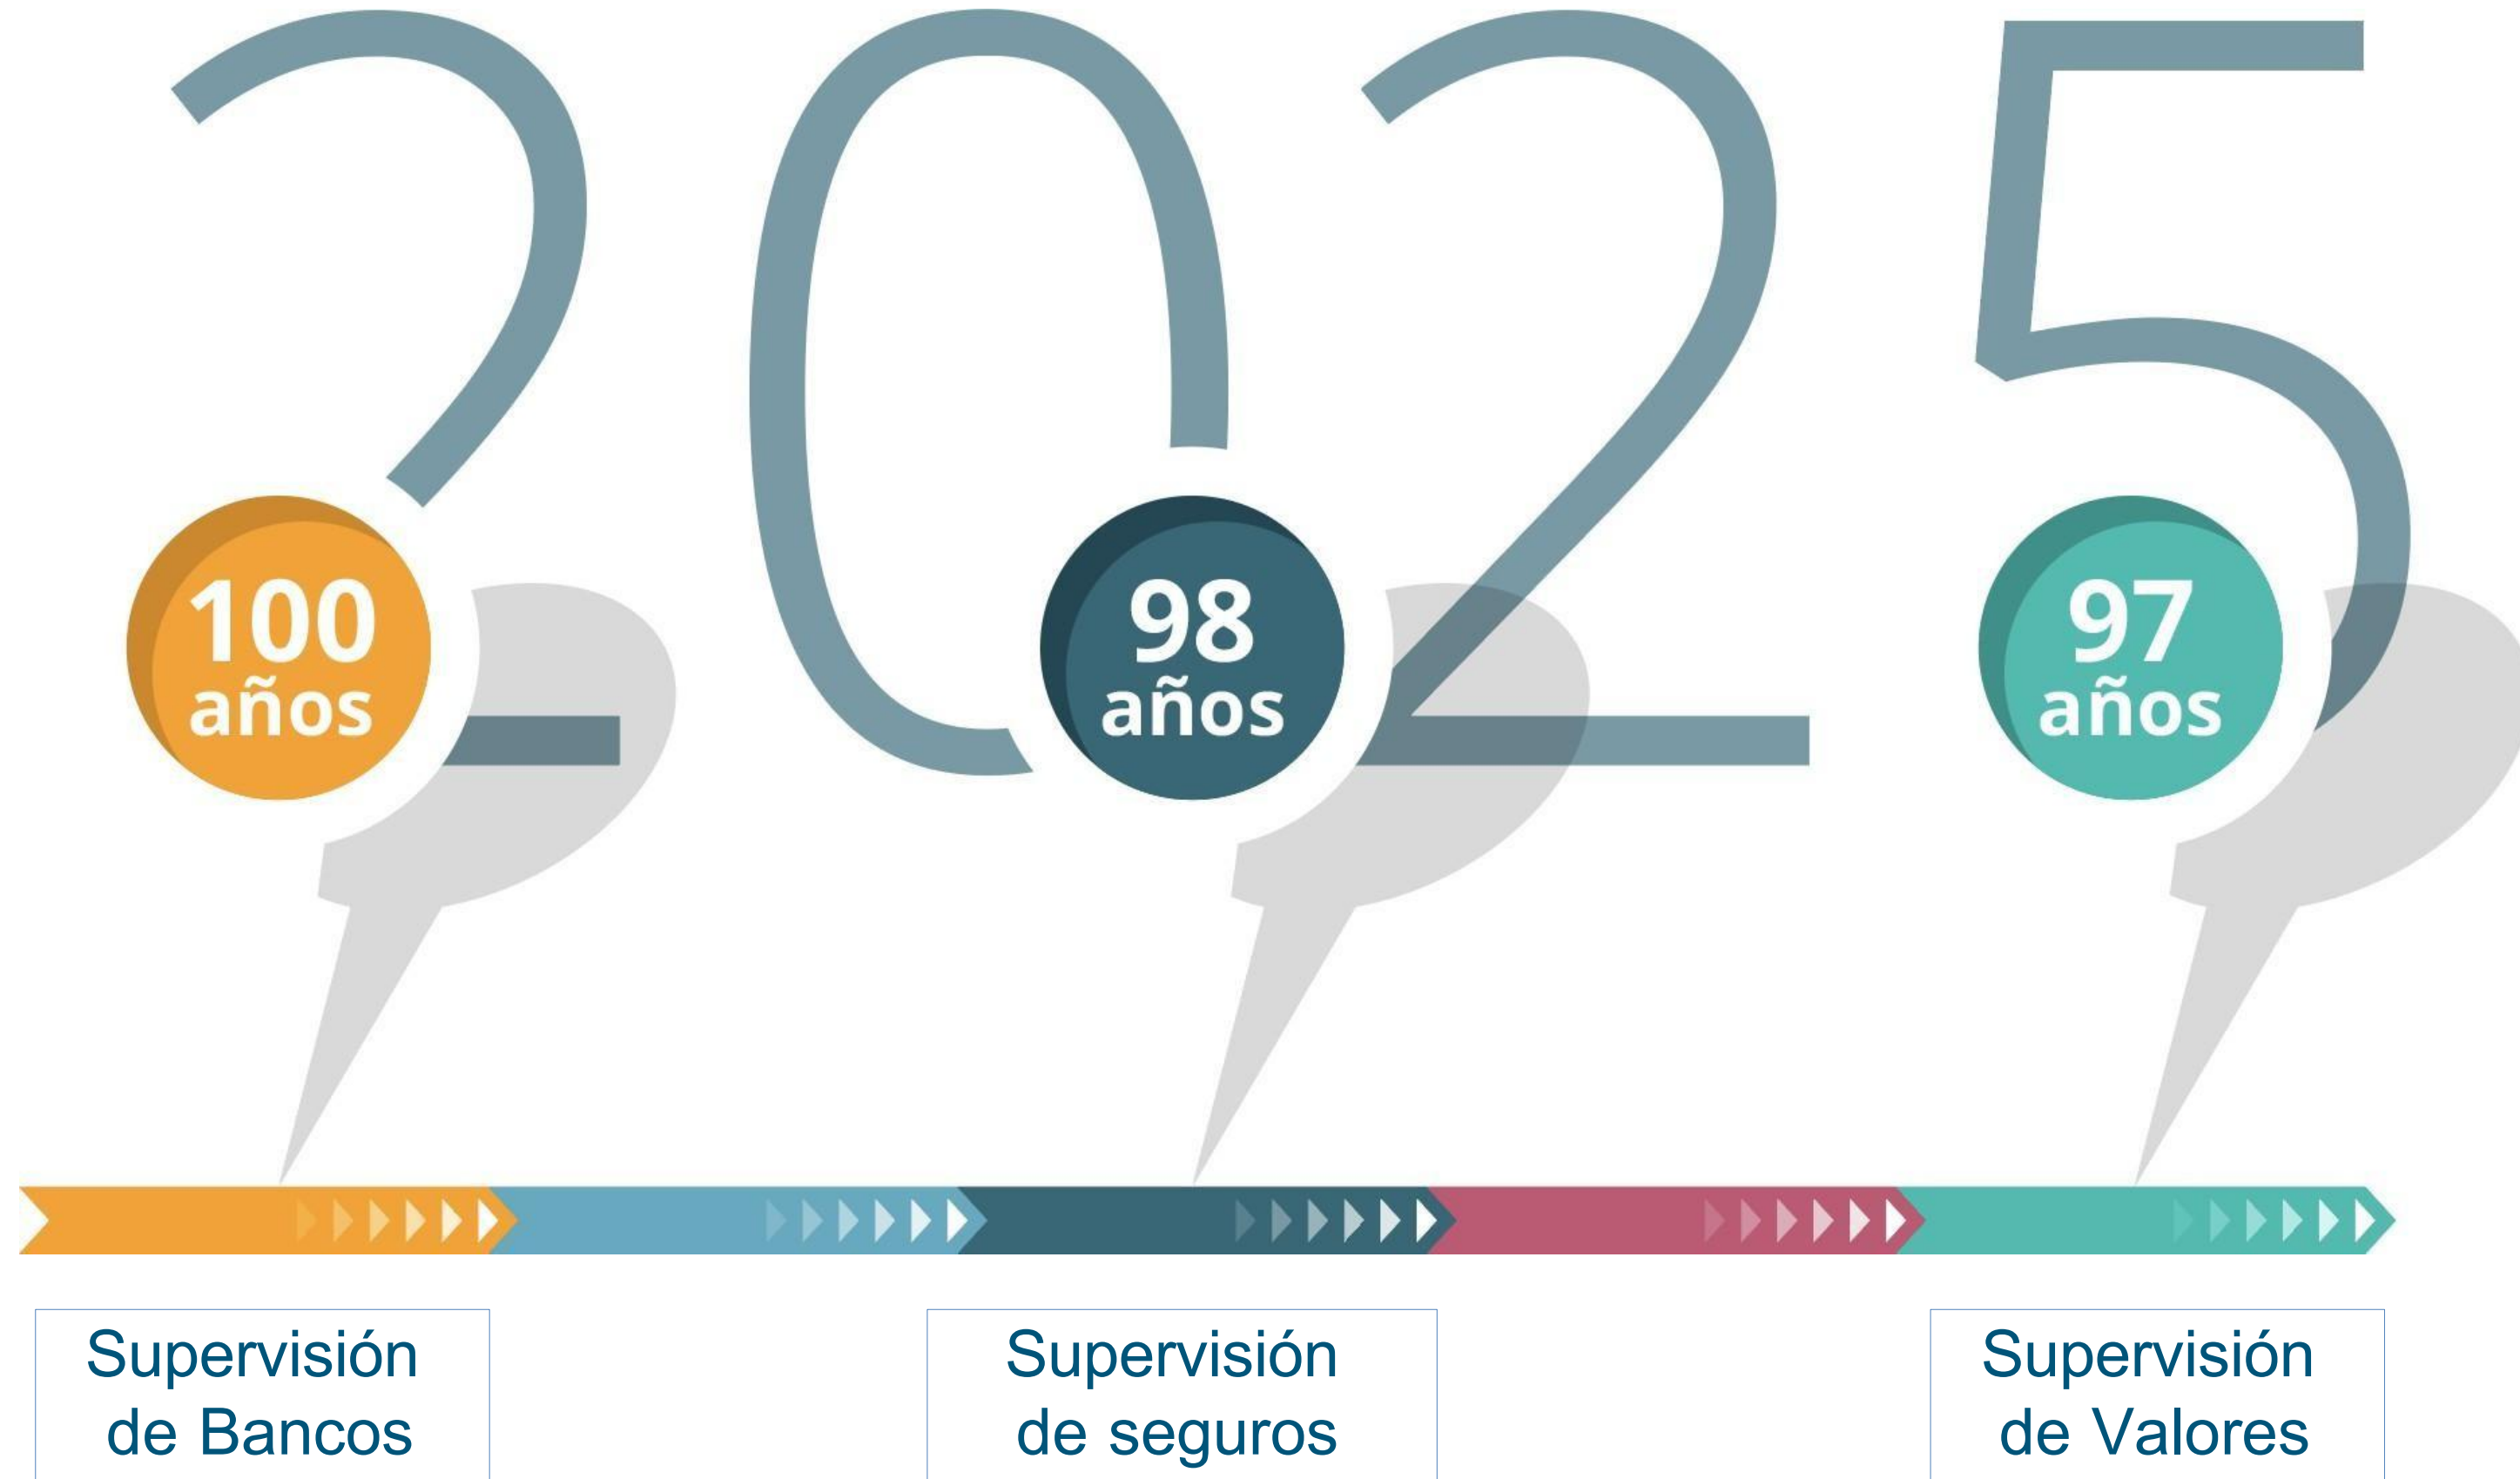 2025
100
años
98
años
97
años
Supervisión
de Bancos
Supervisión
de seguros
Supervisión
de Valores